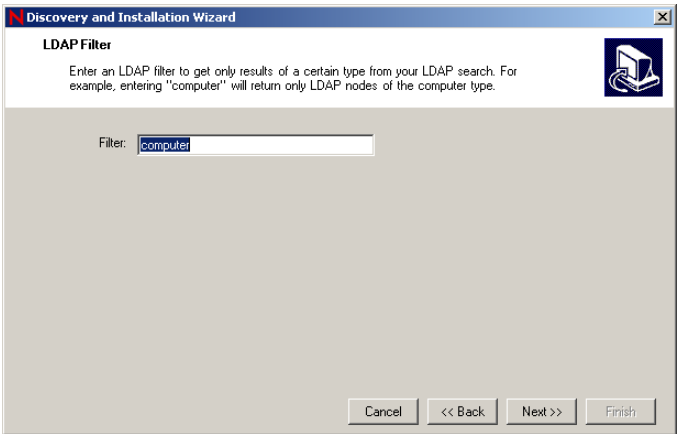 Discovery and Installation Wizard
LDAP Filter
Enter an LDAP filter to get only results of a certain type from your LDAP search. For
example, entering "computer" will return only LDAP nodes of the computer type.
Filter: computer
Cancel << Back Next >> Finish